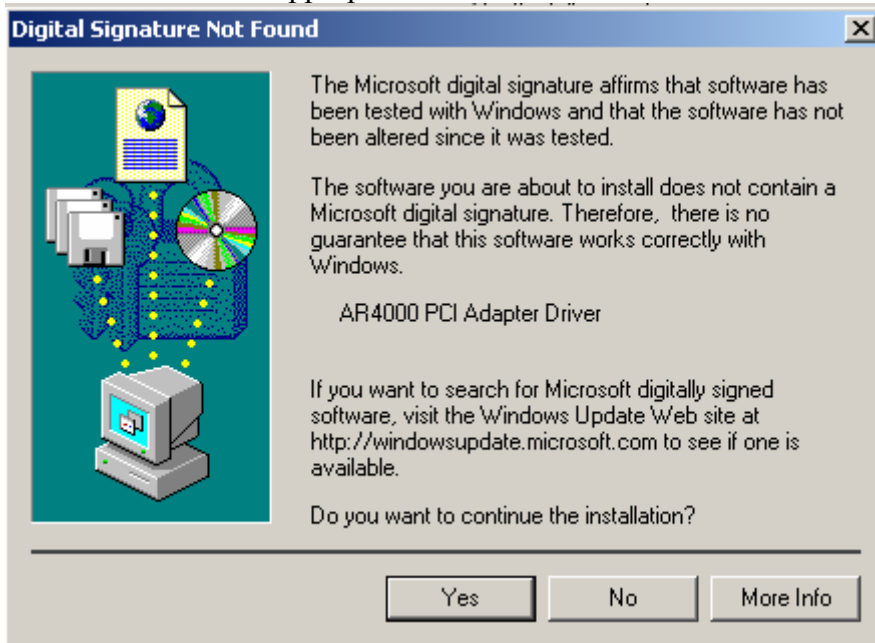 Digital Signature Not Found
The Microsoft digital signature affirms that software has
been tested with Windows and that the software has not
been altered since it was tested.
The software you are about to install does not contain a
Microsoft digital signature. Therefore,  there is no
guarantee that this software works correctly with
Windows.
AR4000 PCI Adapter Driver
If you want to search for Microsoft digitally signed
software, visit the Windows Update Web site at
http://windowsupdate.microsoft.com to see if one is
available.
Do you want to continue the installation?
Yes
No
More Info